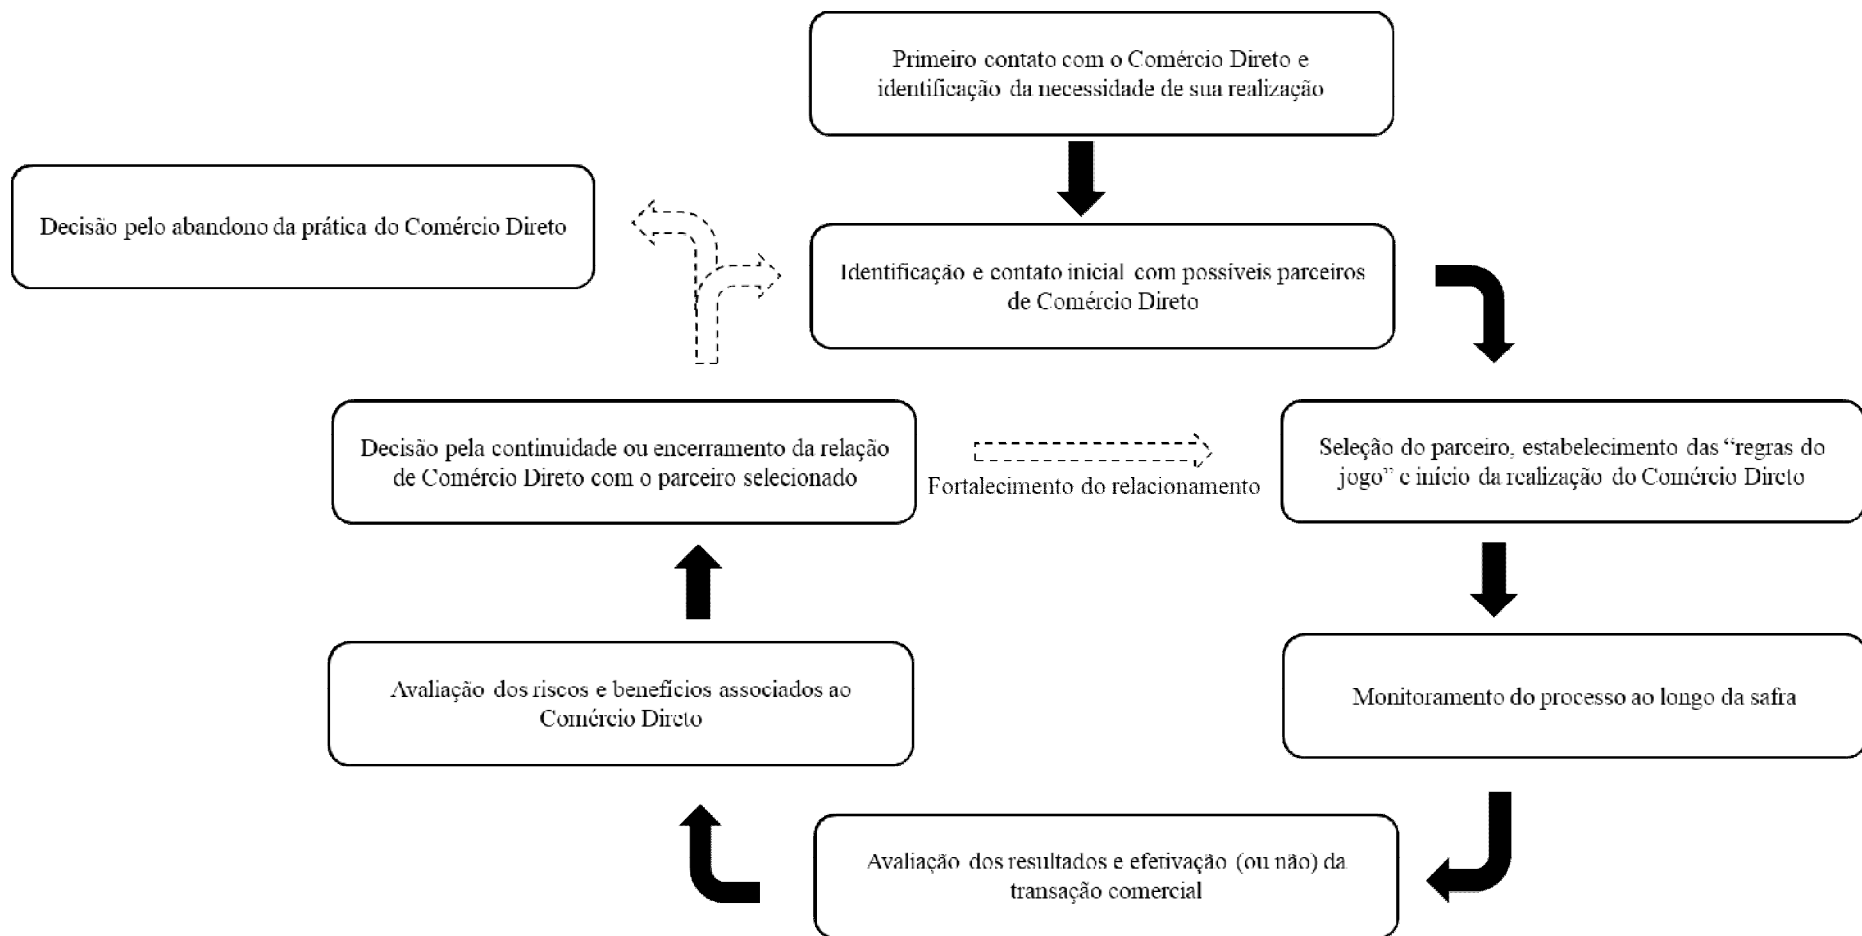 Primeiro contato com o Comércio Direto e
identificação da necessidade de sua realização
Decisão pelo abandono da prática do Comércio Direto
Identificação e contato inicial com possíveis parceiros
de Comércio Direto
Decisão pela continuidade ou encerramento da relação
de Comércio Direto com o parceiro selecionado
Fortalecimento do relacionamento
Seleção do parceiro, estabelecimento das “regras do
jogo” e início da realização do Comércio Direto
Avaliação dos riscos e benefícios associados ao
Comércio Direto
Monitoramento do processo ao longo da safra
Avaliação dos resultados e efetivação (ou não) da
transação comercial